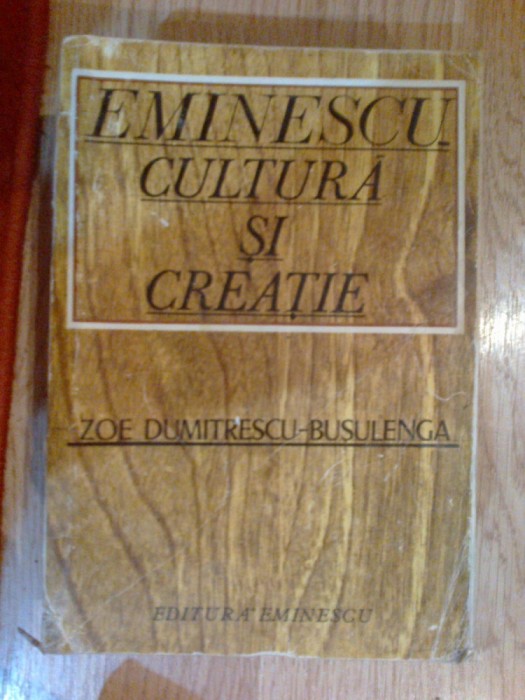 EMINESCU
CULTURĂ
ȘI
CREAȚIE
ZOE DUMITRESCU-BUȘULENGA
EDITURA EMINESCU